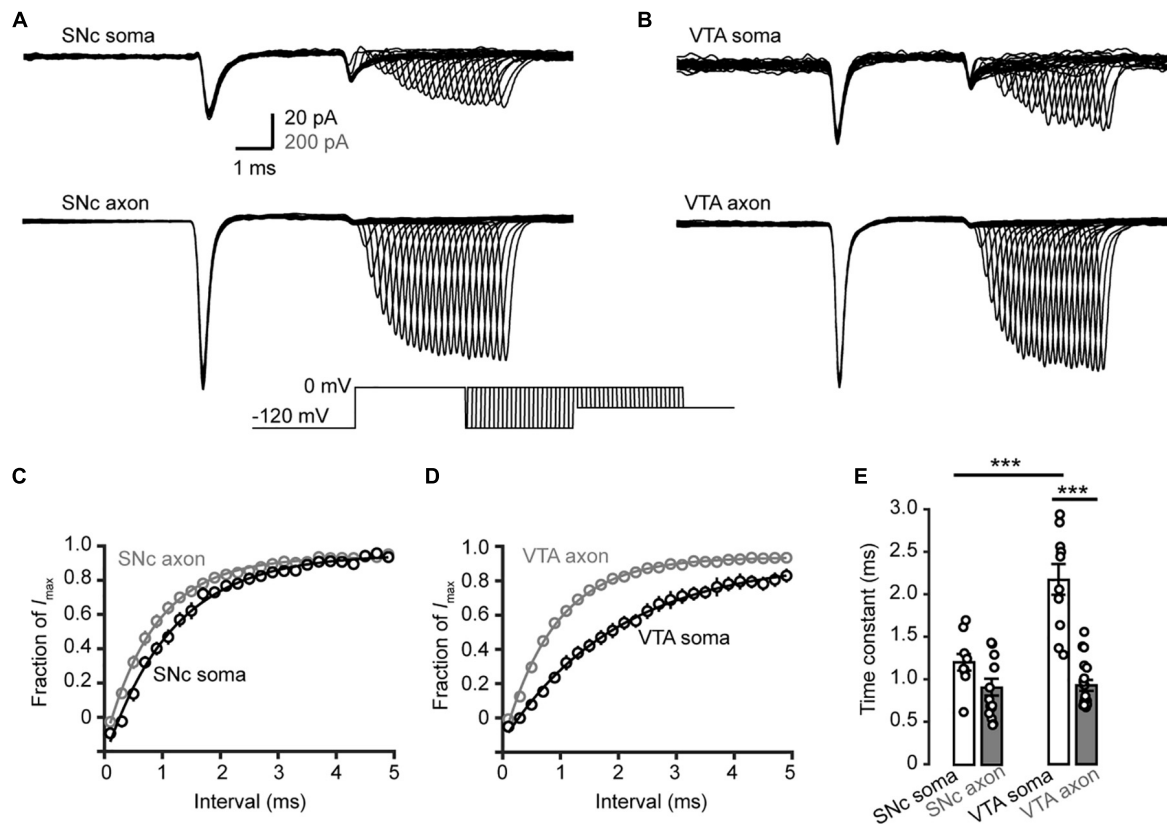 A
B
SNc soma
VTA soma
20 pA
200 pA
1 ms
SNc axon
VTA axon
0 mV
-120 mV
C
D
E
1.0
0.8
0.6
0.4
0.2
0
Fraction of Imax
SNc axon
SNc soma
0 1 2 3 4 5
Interval (ms)
1.0
0.8
0.6
0.4
0.2
0
Fraction of Imax
VTA axon
VTA soma
0 1 2 3 4 5
Interval (ms)
***
***
3.0
2.5
2.0
1.5
1.0
0.5
0
Time constant (ms)
SNc soma
SNc axon
VTA soma
VTA axon